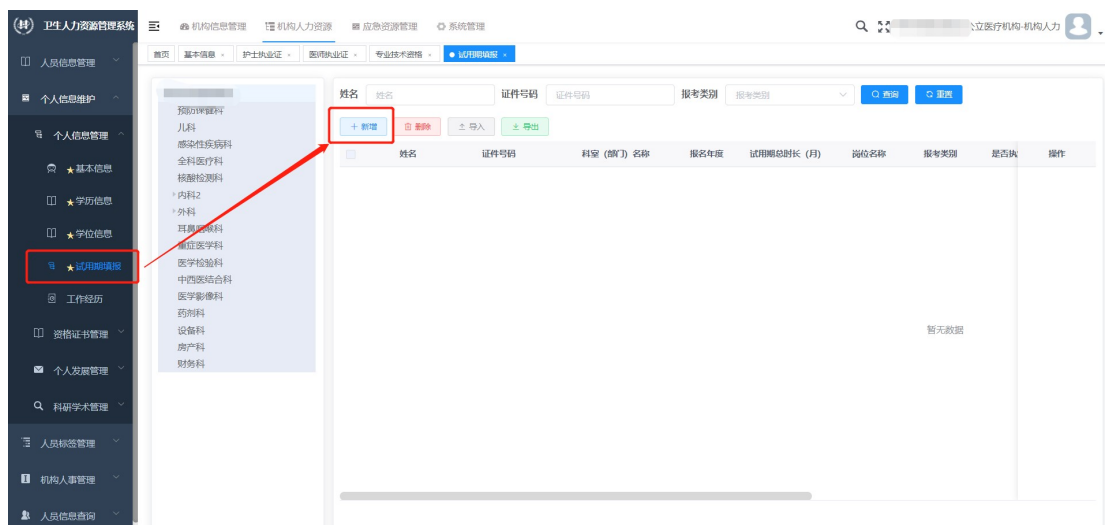 卫生人力资源管理系统
机构信息管理
机构人力资源
应急资源管理
系统管理
公立医疗机构-机构人力
首页
基本信息 ×
护士执业证 ×
医师执业证 ×
专业技术资格 ×
试用期填报 ×
人员信息管理
个人信息维护
个人信息管理
★基本信息
★学历信息
★学位信息
★试用期填报
工作经历
资格证书管理
个人发展管理
科研学术管理
人员标签管理
机构人事管理
人员信息查询
预防保健科
儿科
感染性疾病科
全科医疗科
核酸检测科
内科2
外科
耳鼻咽喉科
重症医学科
医学检验科
中西医结合科
医学影像科
药剂科
设备科
房产科
财务科
姓名 姓名
证件号码 证件号码
报考类别 报考类别
查询
重置
+ 新增
删除
导入
导出
姓名 证件号码 科室（部门）名称 报名年度 试用期总时长（月） 岗位名称 报考类别 是否执 操作
暂无数据